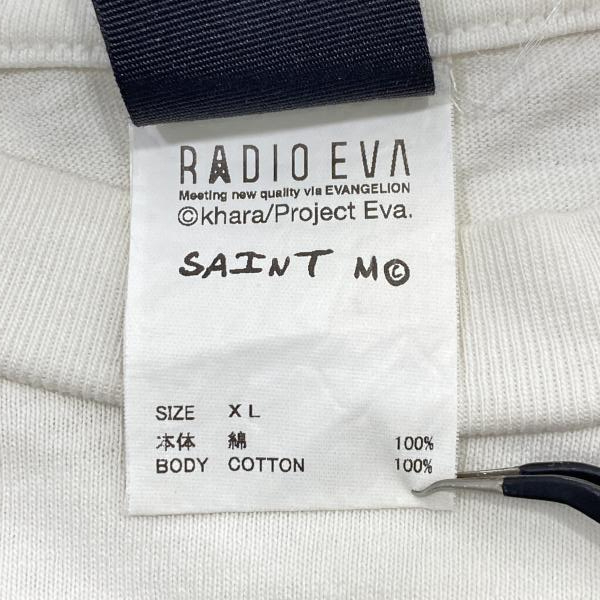 RADIO EVA
Meeting new quality via EVANGELION
©khara/Project Eva.
SAINT M©
SIZE XL
本体 綿 100%
BODY COTTON 100%